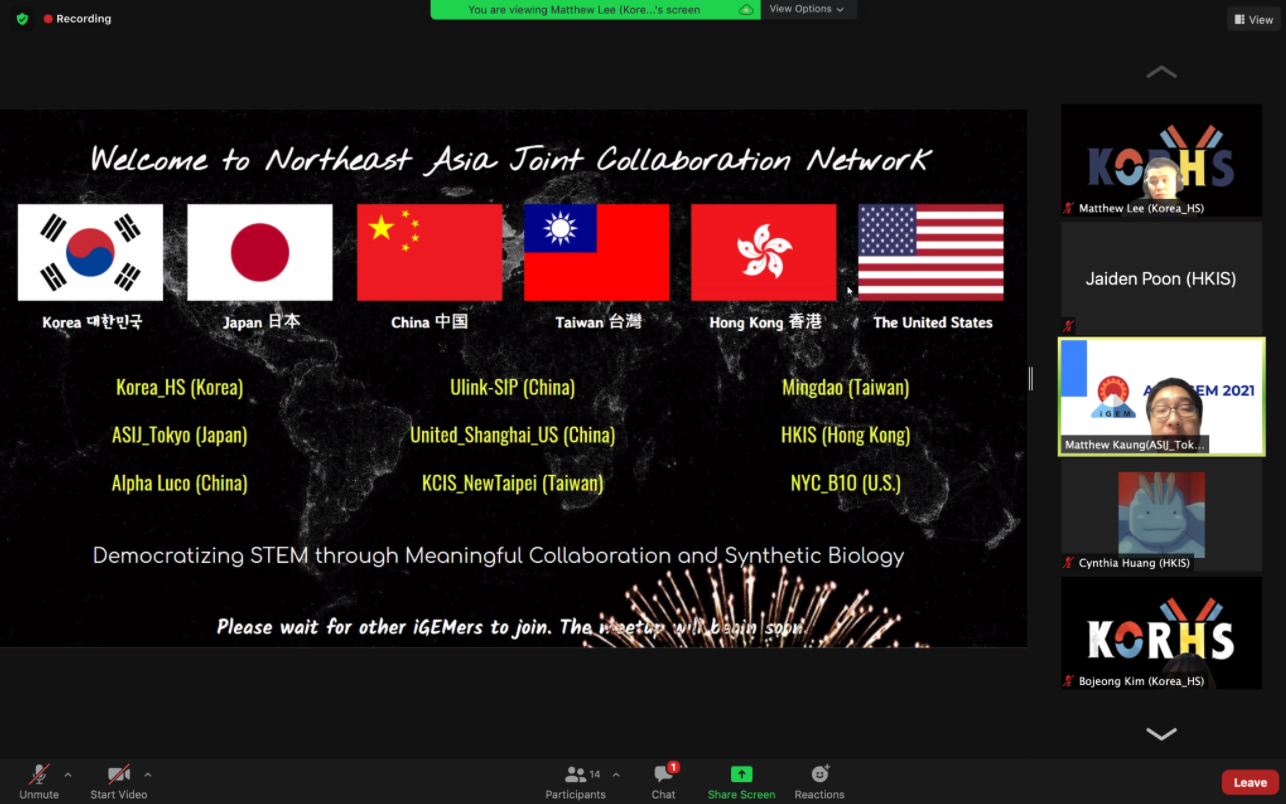 Recording
You are viewing Matthew Lee (Kore...'s screen
View Options
View
Welcome to Northeast Asia Joint Collaboration Network
Korea 대한민국
Japan 日本
China 中国
Taiwan 台灣
Hong Kong 香港
The United States
Korea_HS (Korea)
Ulink-SIP (China)
Mingdao (Taiwan)
ASIJ_Tokyo (Japan)
United_Shanghai_US (China)
HKIS (Hong Kong)
Alpha Luco (China)
KCIS_NewTaipei (Taiwan)
NYC_B10 (U.S.)
Democratizing STEM through Meaningful Collaboration and Synthetic Biology
Please wait for other iGEMers to join. The meetup will begin soon.
KORHS
Matthew Lee (Korea_HS)
Jaiden Poon (HKIS)
iGEM
EM 2021
Matthew Kaung(ASIJ_Tok...
Cynthia Huang (HKIS)
KORHS
Bojeong Kim (Korea_HS)
Unmute
Start Video
14
Participants
1
Chat
Share Screen
Reactions
Leave